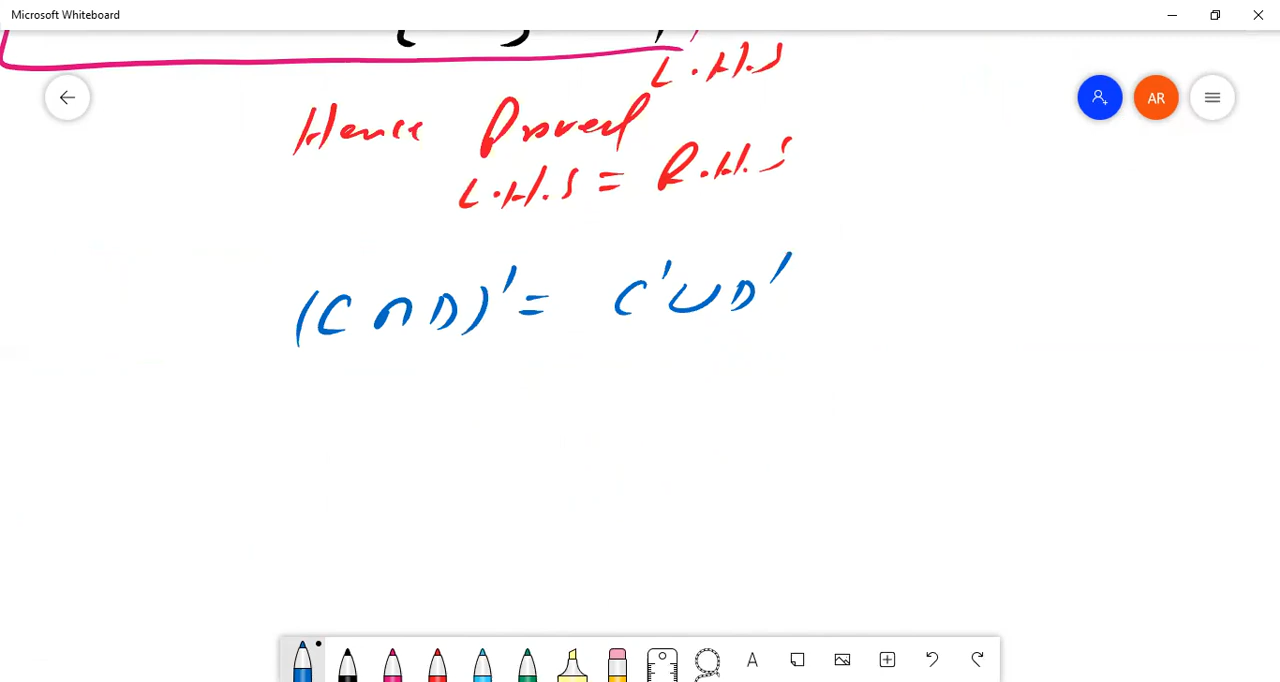 Microsoft Whiteboard
L.H.S
AR
Hence Proved
L.H.S = R.H.S
(C ∩ D)' = C' ∪ D'
A